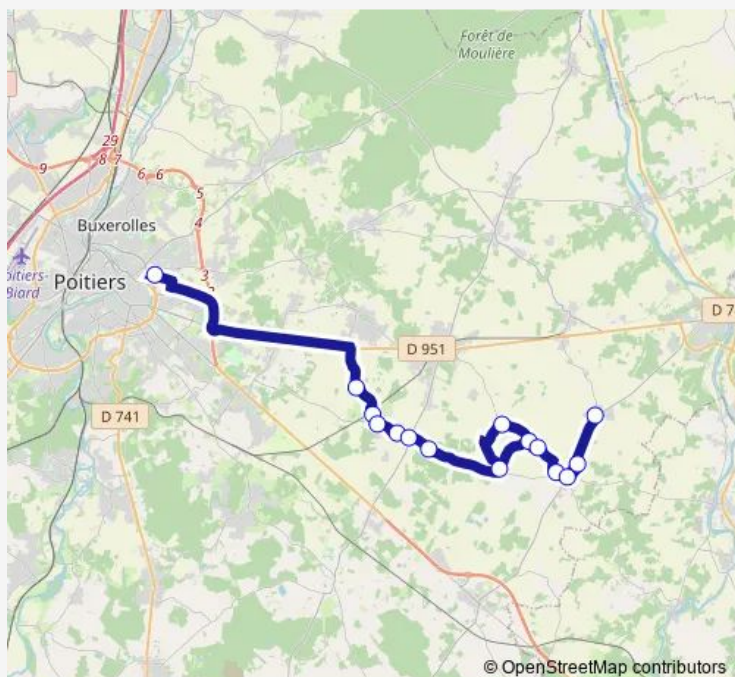 Forêt de
Moulière
29
8
7
9
6
6
5
4
Buxerolles
3
Poitiers
oitiers-
Biard
D 951
D 7
D 741
© OpenStreetMap contributors